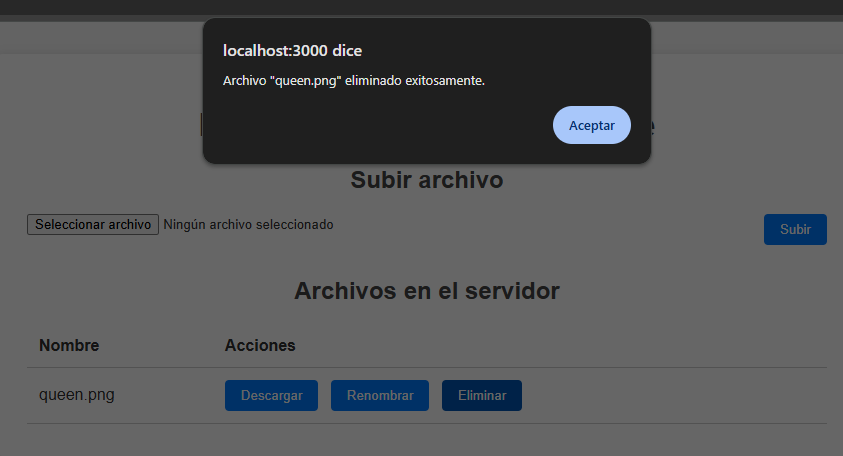 localhost:3000 dice
Archivo "queen.png" eliminado exitosamente.
Aceptar
Subir archivo
Seleccionar archivo Ningún archivo seleccionado
Subir
Archivos en el servidor
Nombre Acciones
queen.png Descargar Renombrar Eliminar